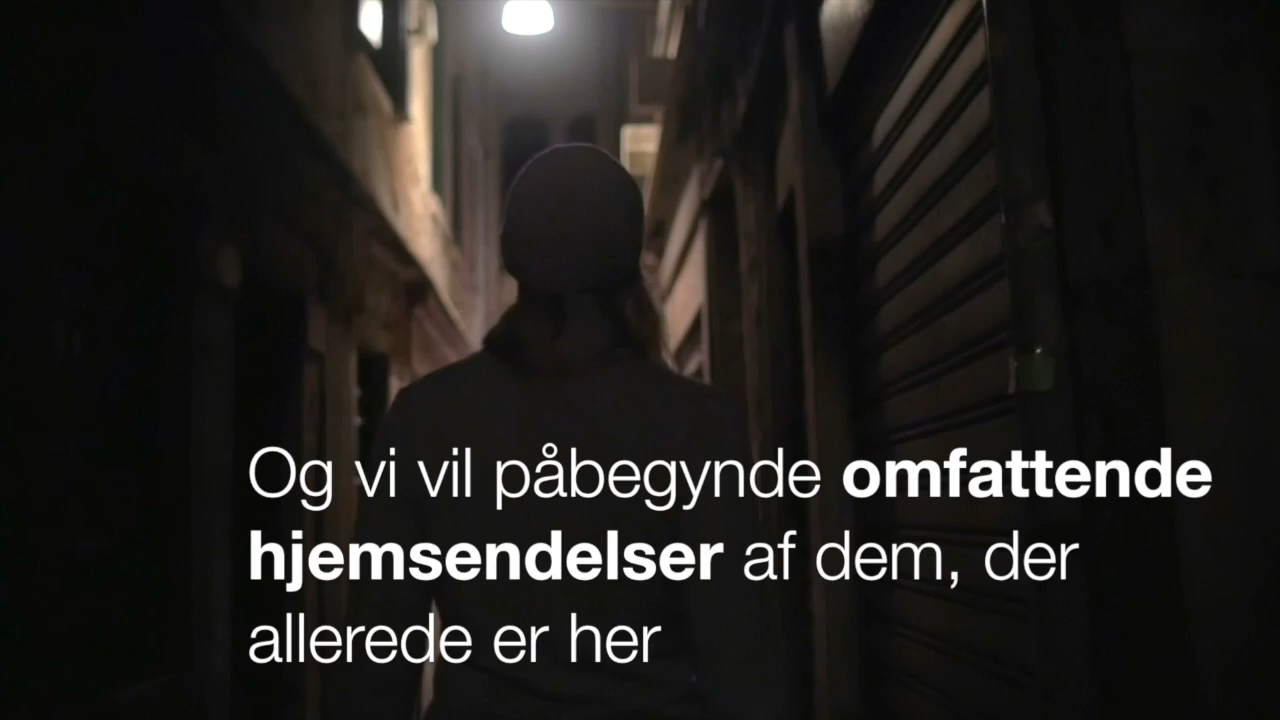 Og vi vil påbegynde omfattende
hjemsendelser af dem, der
allerede er her